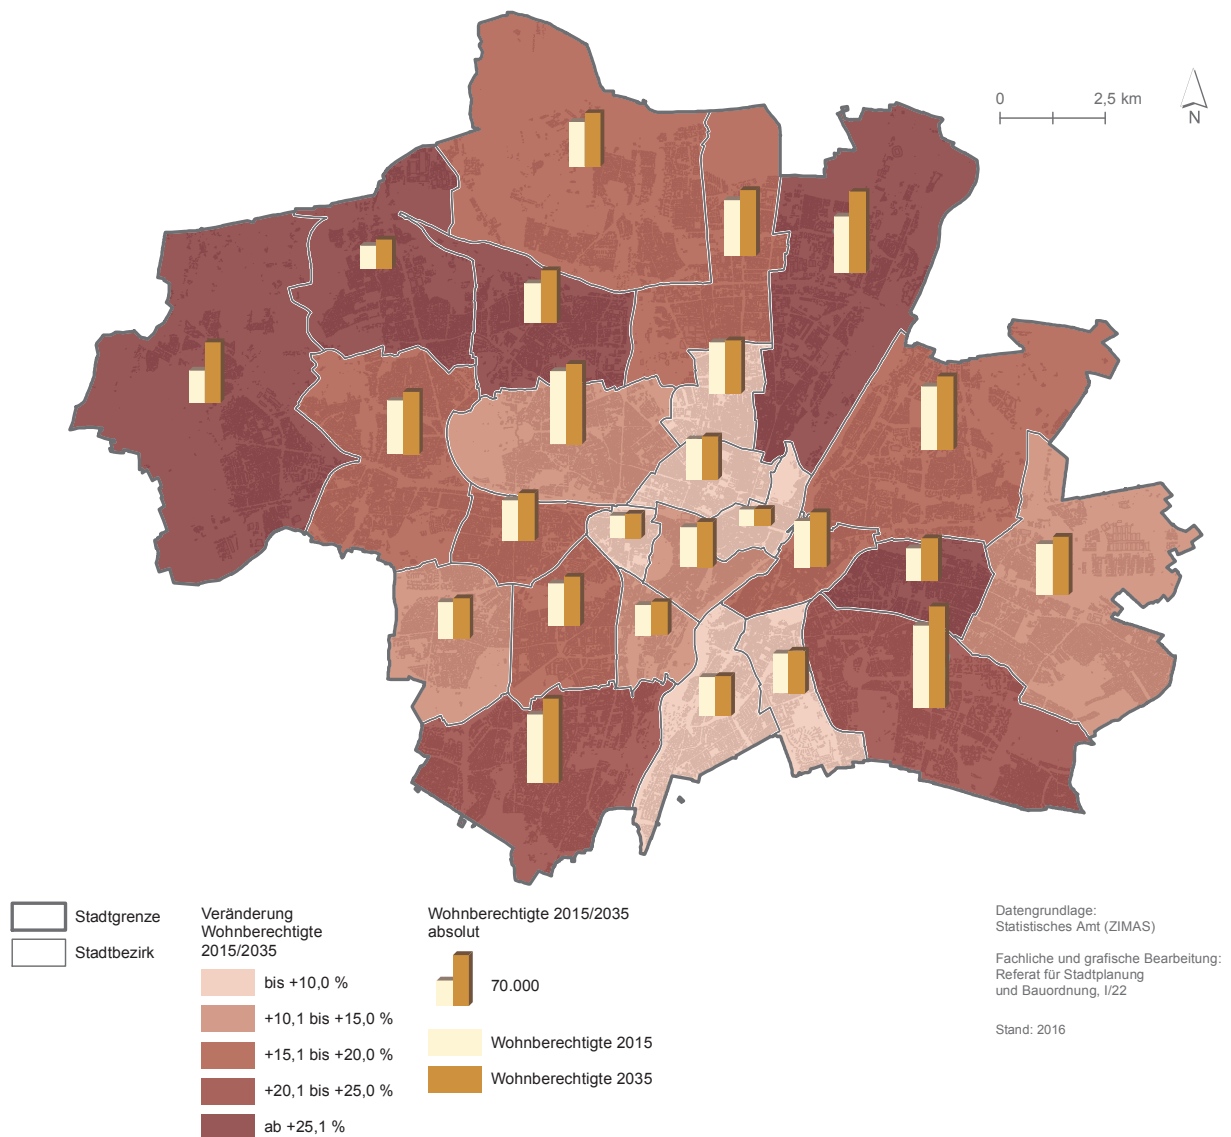 0 2,5 km
N
Stadtgrenze
Stadtbezirk
Veränderung
Wohnberechtigte
2015/2035
bis +10,0 %
+10,1 bis +15,0 %
+15,1 bis +20,0 %
+20,1 bis +25,0 %
ab +25,1 %
Wohnberechtigte 2015/2035
absolut
70.000
Wohnberechtigte 2015
Wohnberechtigte 2035
Datengrundlage:
Statistisches Amt (ZIMAS)
Fachliche und grafische Bearbeitung:
Referat für Stadtplanung
und Bauordnung, I/22
Stand: 2016